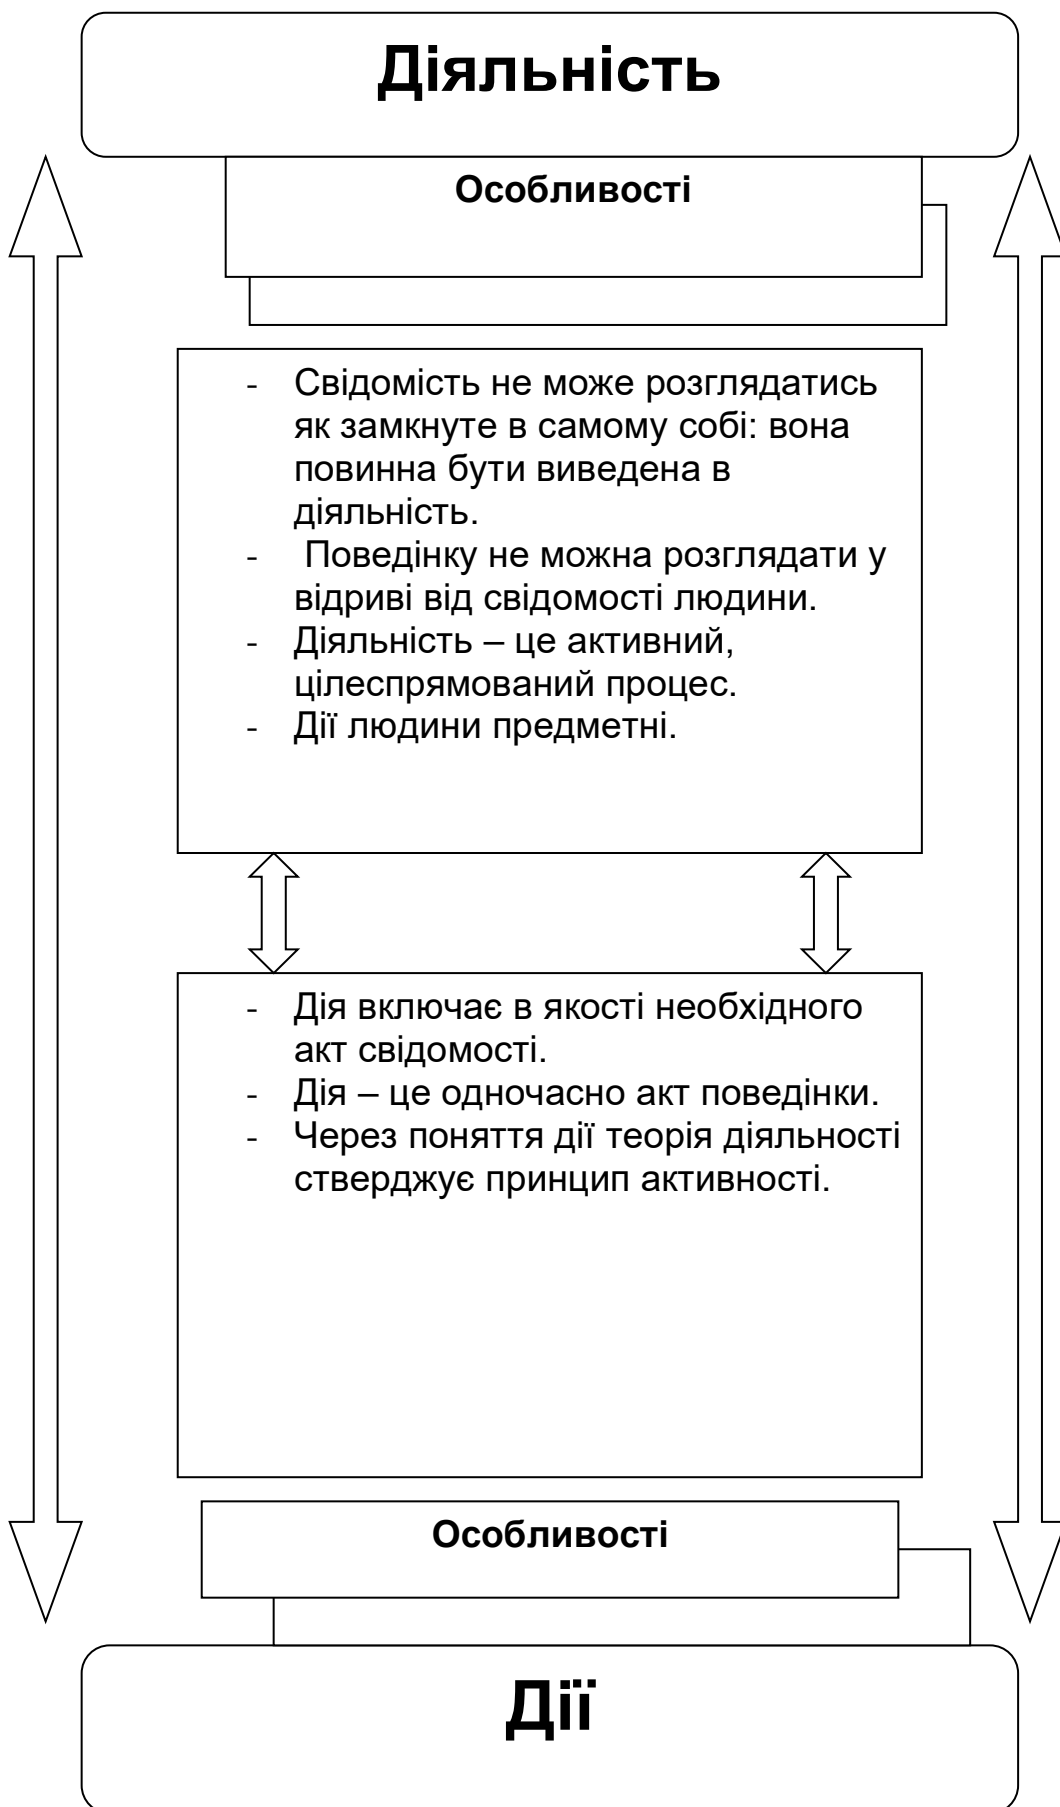 Діяльність
Особливості
- Свідомість не може розглядатись
як замкнуте в самому собі: вона
повинна бути виведена в
діяльність.
- Поведінку не можна розглядати у
відриві від свідомості людини.
- Діяльність – це активний,
цілеспрямований процес.
- Дії людини предметні.
- Дія включає в якості необхідного
акт свідомості.
- Дія – це одночасно акт поведінки.
- Через поняття дії теорія діяльності
стверджує принцип активності.
Особливості
Дії